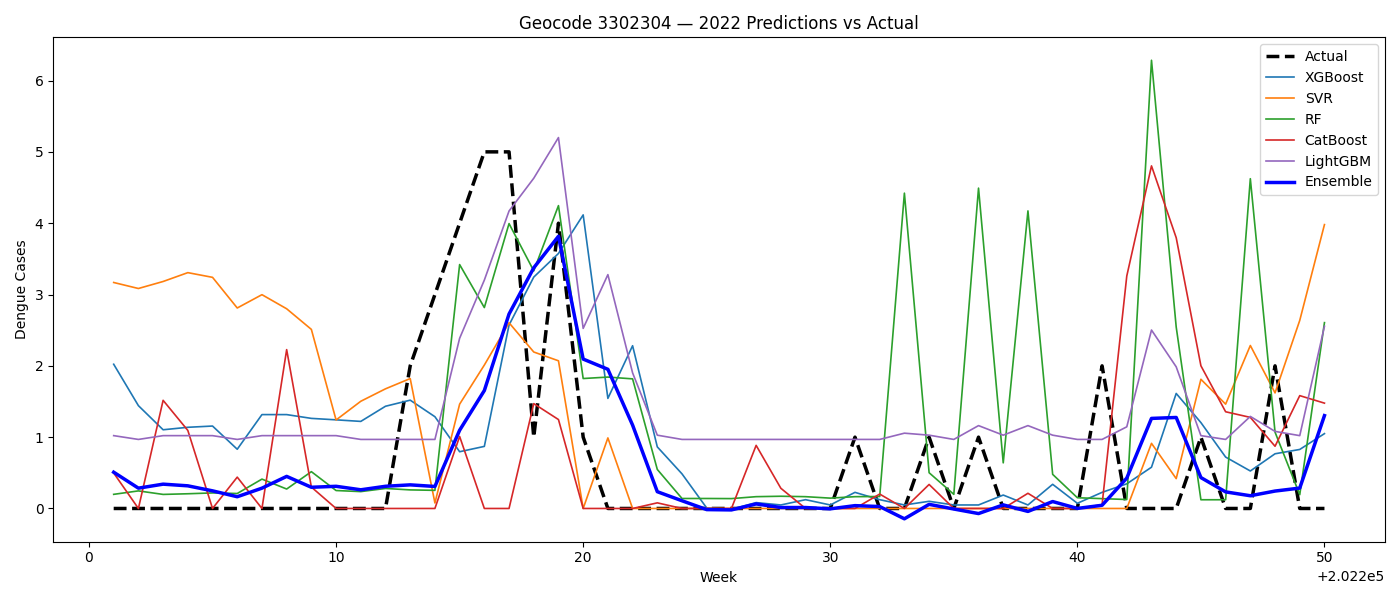 Geocode 3302304 — 2022 Predictions vs Actual
Dengue Cases
6
5
4
3
2
1
0
0
10
20
30
40
50
+2.022e5
Week
Actual
XGBoost
SVR
RF
CatBoost
LightGBM
Ensemble